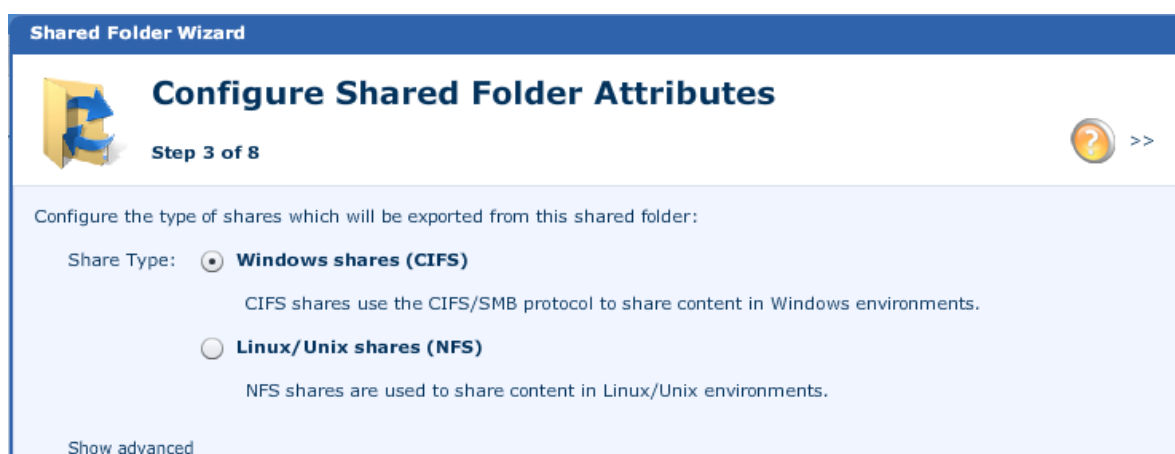 Shared Folder Wizard
Configure Shared Folder Attributes
Step 3 of 8
? >>
Configure the type of shares which will be exported from this shared folder:
Share Type: Windows shares (CIFS)
CIFS shares use the CIFS/SMB protocol to share content in Windows environments.
Linux/Unix shares (NFS)
NFS shares are used to share content in Linux/Unix environments.
Show advanced